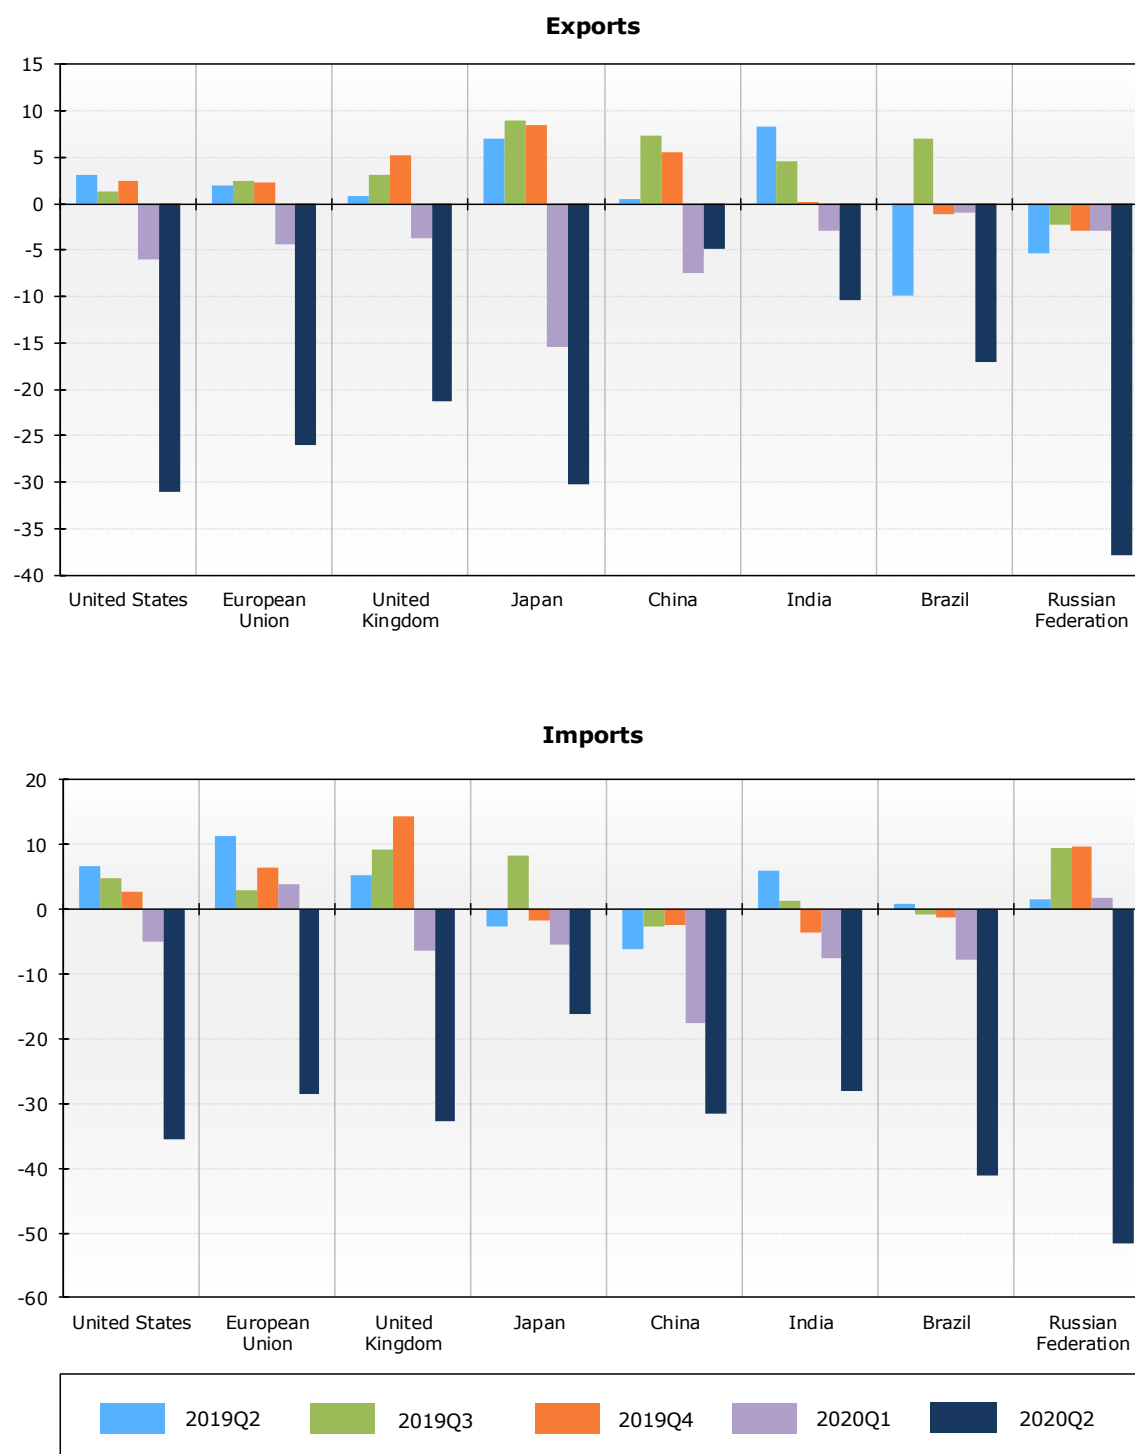 Exports
15
10
5
0
-5
-10
-15
-20
-25
-30
-35
-40
United States
European
Union
United
Kingdom
Japan
China
India
Brazil
Russian
Federation
Imports
20
10
0
-10
-20
-30
-40
-50
-60
United States
European
Union
United
Kingdom
Japan
China
India
Brazil
Russian
Federation
2019Q2
2019Q3
2019Q4
2020Q1
2020Q2